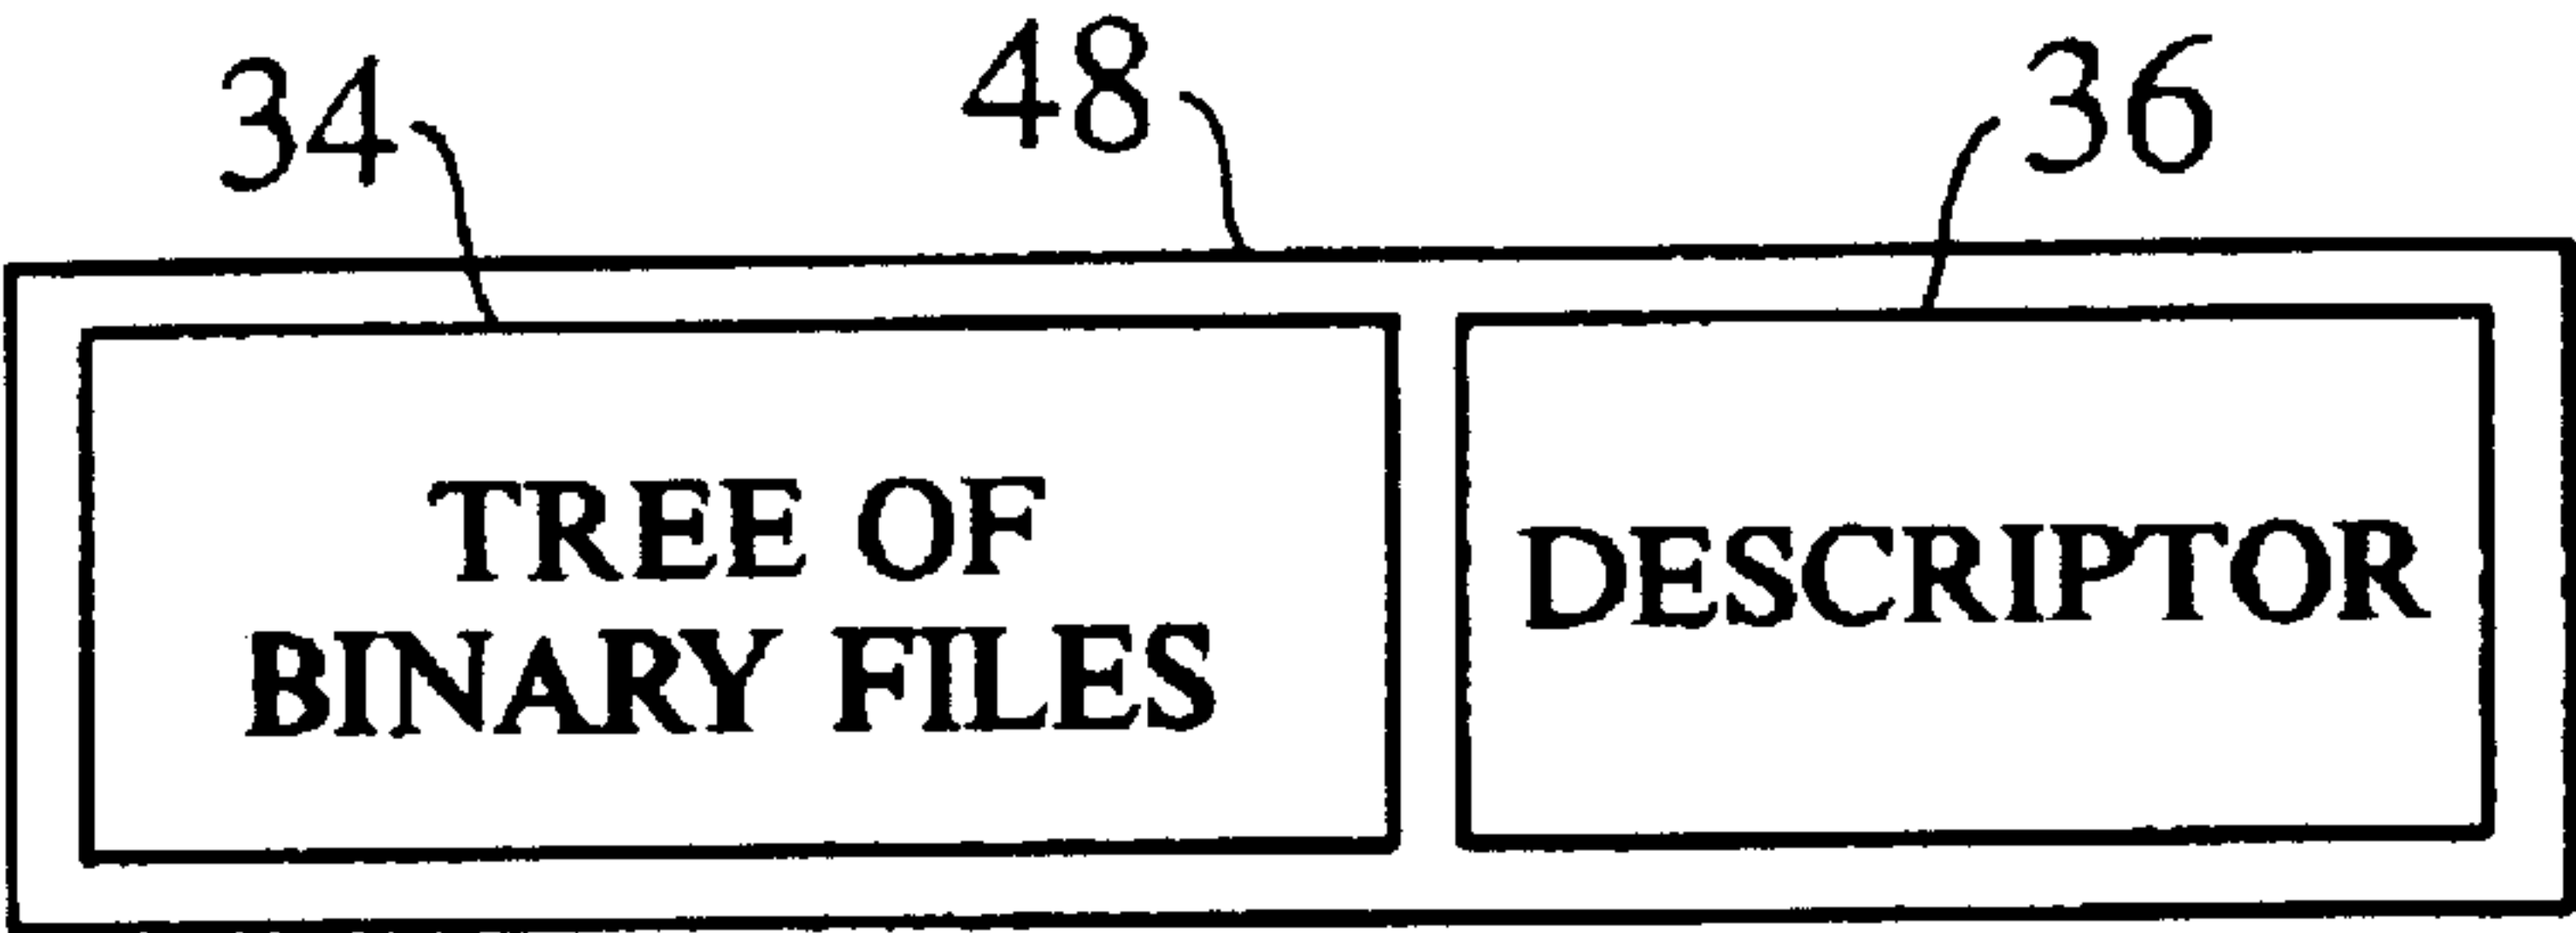 34
48
36
TREE OF
BINARY FILES
DESCRIPTOR